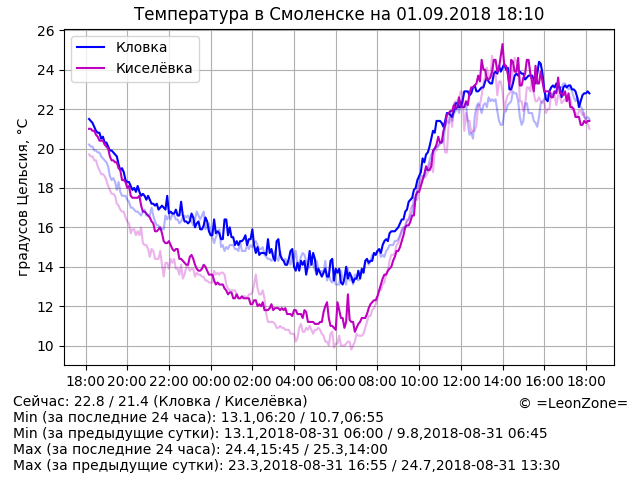 Температура в Смоленске на 01.09.2018 18:10
Кловка
Киселёвка
градусов Цельсия, °C
26
24
22
20
18
16
14
12
10
18:00 20:00 22:00 00:00 02:00 04:00 06:00 08:00 10:00 12:00 14:00 16:00 18:00
Сейчас: 22.8 / 21.4 (Кловка / Киселёвка)
© =LeonZone=
Min (за последние 24 часа): 13.1,06:20 / 10.7,06:55
Min (за предыдущие сутки): 13.1,2018-08-31 06:00 / 9.8,2018-08-31 06:45
Max (за последние 24 часа): 24.4,15:45 / 25.3,14:00
Max (за предыдущие сутки): 23.3,2018-08-31 16:55 / 24.7,2018-08-31 13:30